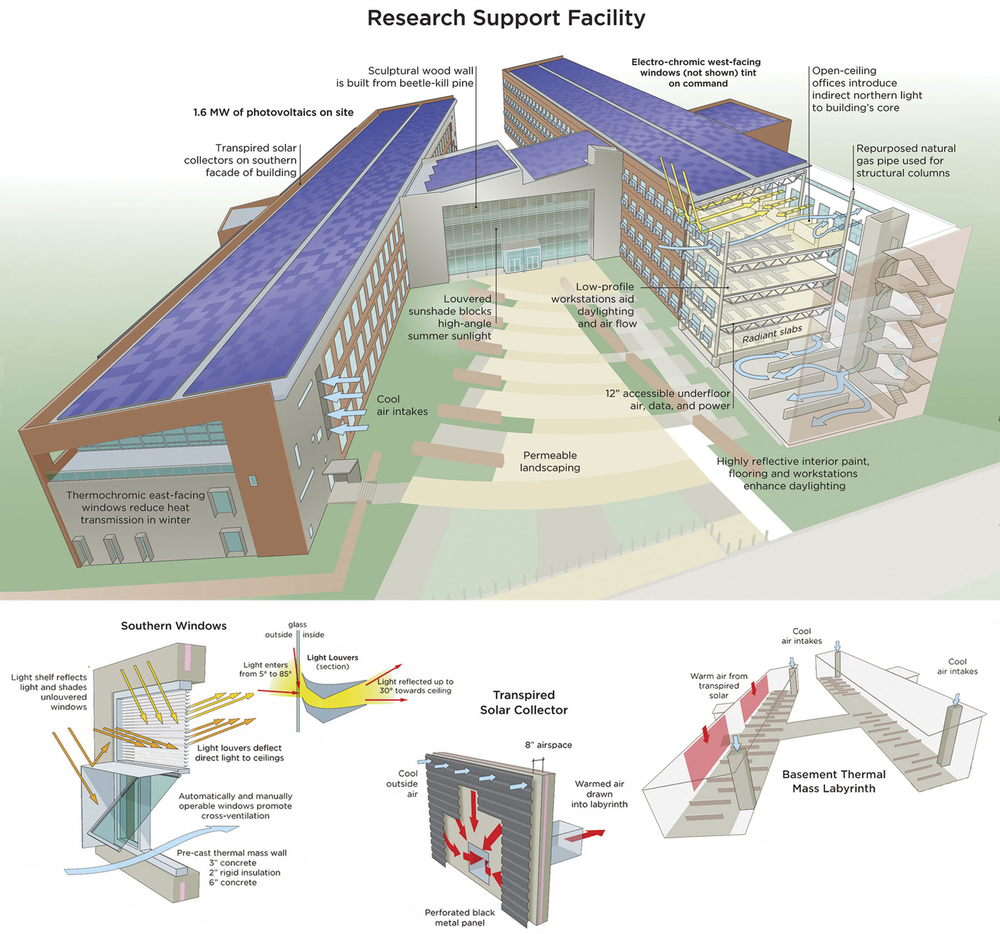 Research Support Facility
Sculptural wood wall
is built from beetle-kill pine
Electro-chromic west-facing
windows (not shown) tint
on command
Open-ceiling
offices introduce
indirect northern light
to building's core
1.6 MW of photovoltaics on site
Transpired solar
collectors on southern
facade of building
Repurposed natural
gas pipe used for
structural columns
Louvered
sunshade blocks
high-angle
summer sunlight
Low-profile
workstations aid
daylighting
and air flow
Radiant slabs
Cool
air intakes
12” accessible underfloor
air, data, and power
Permeable
landscaping
Highly reflective interior paint,
flooring and workstations
enhance daylighting
Thermochromic east-facing
windows reduce heat
transmission in winter
Southern Windows
glass
outside inside
Light enters
from 5° to 85°
Light Louvers
(section)
Light reflected up to
30° towards ceiling
Light shelf reflects
light and shades
unlouvered
windows
Light louvers deflect
direct light to ceilings
Automatically and manually
operable windows promote
cross-ventilation
Pre-cast thermal mass wall
3” concrete
2” rigid insulation
6” concrete
Transpired
Solar Collector
8” airspace
Cool
outside
air
Warmed air
drawn
into labyrinth
Perforated black
metal panel
Cool
air intakes
Cool
air intakes
Warm air from
transpired
solar
Basement Thermal
Mass Labyrinth